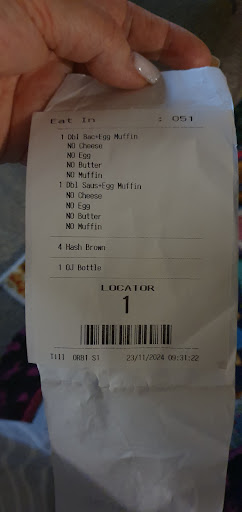 Eat In : 051
1 Dbl Bac+Egg Muffin
NO Cheese
NO Egg
NO Butter
NO Muffin
1 Dbl Saus+Egg Muffin
NO Cheese
NO Egg
NO Butter
NO Muffin
4 Hash Brown
1 OJ Bottle
LOCATOR
1
ORB1 S1 23/11/2024 09:31:22